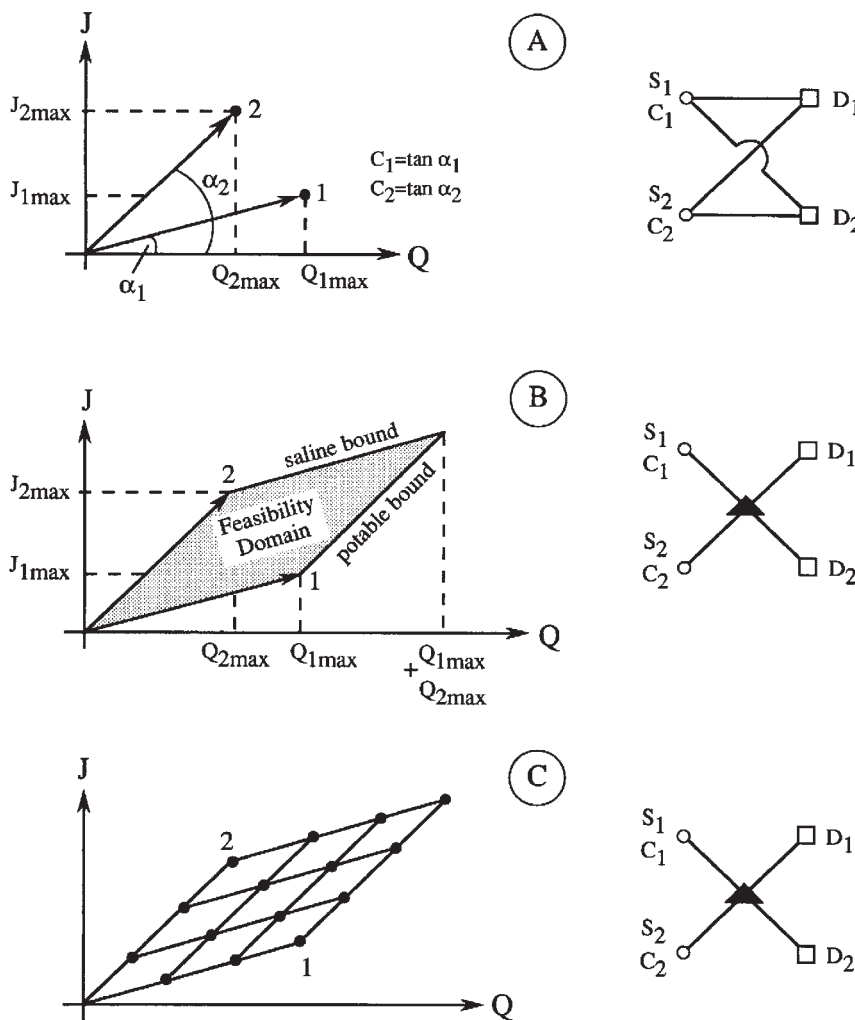 J
A
J2max
2
S1
C1
D1
C1=tan α1
C2=tan α2
α2
J1max
1
S2
C2
D2
α1
Q2max
Q1max
Q
J
B
saline bound
S1
C1
D1
J2max
2
Feasibility
Domain
potable bound
J1max
1
S2
C2
D2
Q
Q2max
Q1max
Q1max
+
Q2max
J
C
S1
C1
D1
2
1
S2
C2
D2
Q